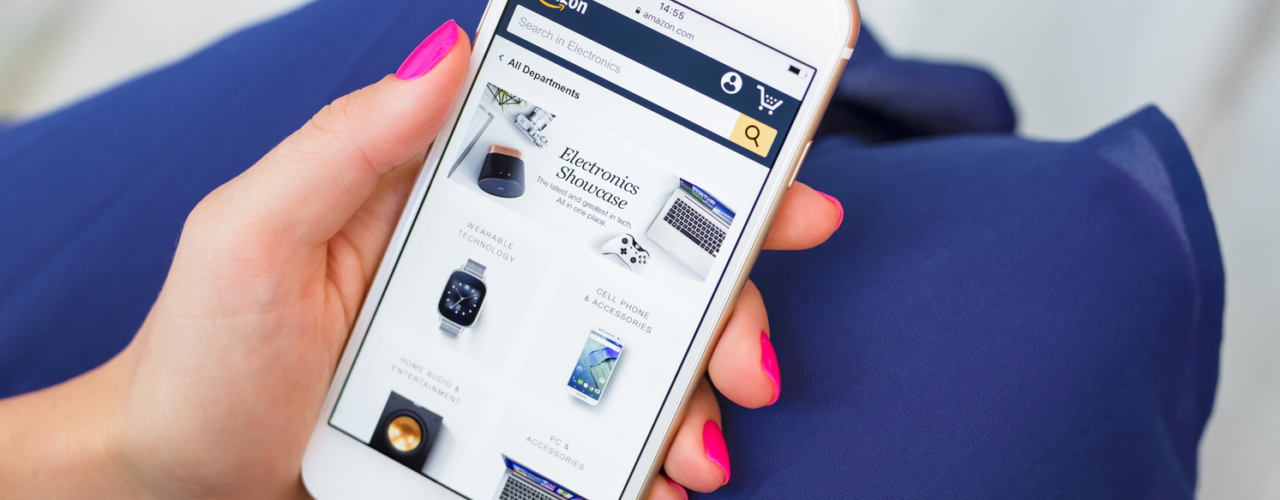 14:55
amazon.com
zon
Search in Electronics
All Departments
Electronics
Showcase
The latest and greatest in tech.
All in one place.
WEARABLE
TECHNOLOGY
CELL PHONE
& ACCESSORIES
HOME AUDIO &
ENTERTAINMENT
PC &
ACCESSORIES